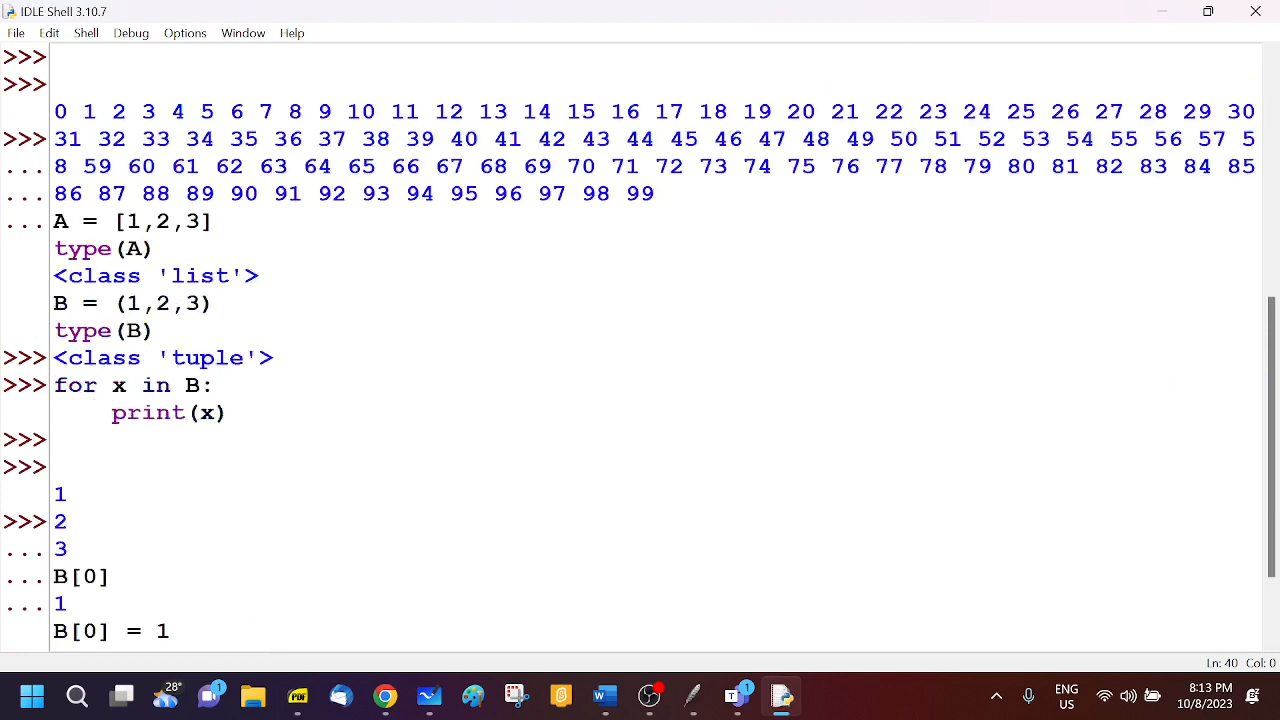 IDLE Shell 3.10.7
File Edit Shell Debug Options Window Help
>>>
>>>
0 1 2 3 4 5 6 7 8 9 10 11 12 13 14 15 16 17 18 19 20 21 22 23 24 25 26 27 28 29 30
>>> 31 32 33 34 35 36 37 38 39 40 41 42 43 44 45 46 47 48 49 50 51 52 53 54 55 56 57 5
... 8 59 60 61 62 63 64 65 66 67 68 69 70 71 72 73 74 75 76 77 78 79 80 81 82 83 84 85
... 86 87 88 89 90 91 92 93 94 95 96 97 98 99
... A = [1,2,3]
type(A)
<class 'list'>
B = (1,2,3)
type(B)
>>> <class 'tuple'>
>>> for x in B:
print(x)
>>>
>>>
1
>>> 2
... 3
... B[0]
... 1
B[0] = 1
Ln: 40 Col: 0
28° 1 PDF W T 1 ENG US 8:13 PM 10/8/2023